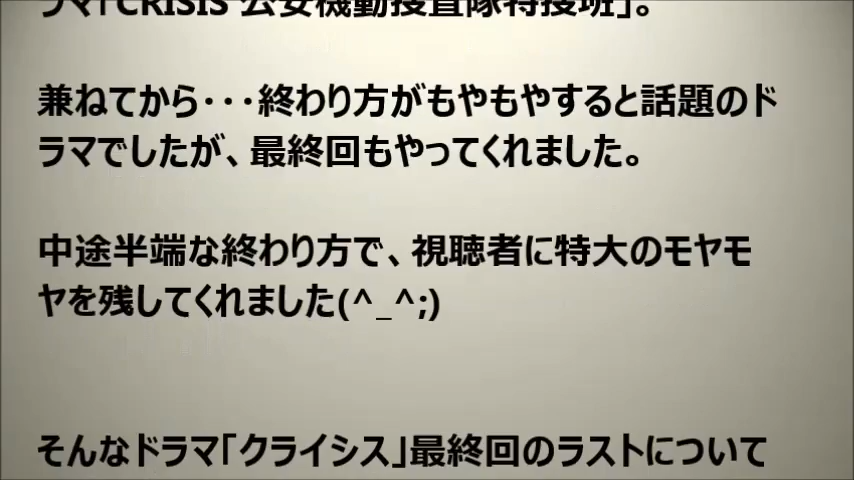 ラマ「CRISIS 公安機動捜査隊特捜班」。
兼ねてから・・・終わり方がもやもやすると話題のド
ラマでしたが、最終回もやってくれました。
中途半端な終わり方で、視聴者に特大のモヤモ
ヤを残してくれました(^_^;)
そんなドラマ「クライシス」最終回のラストについて